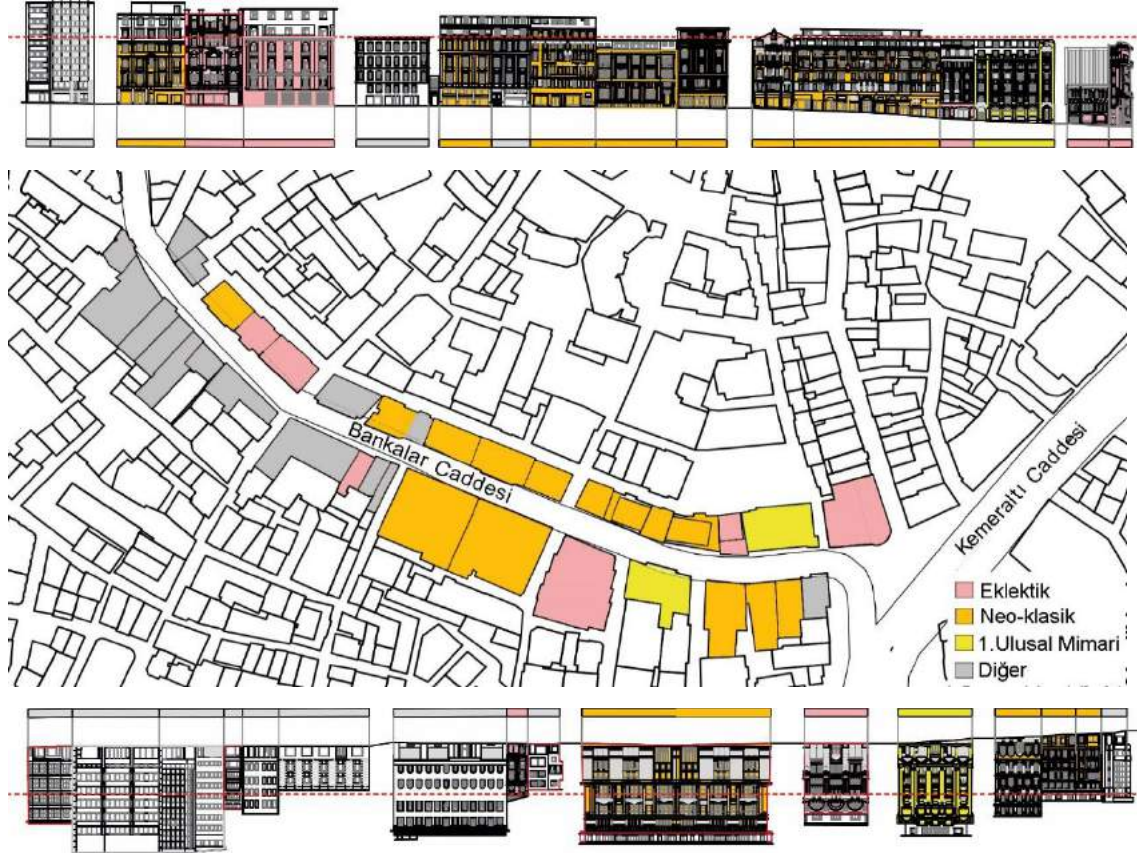 Bankalar Caddesi
Kemeraltı Caddesi
Eklektik
Neo-klasik
1.Ulusal Mimari
Diğer